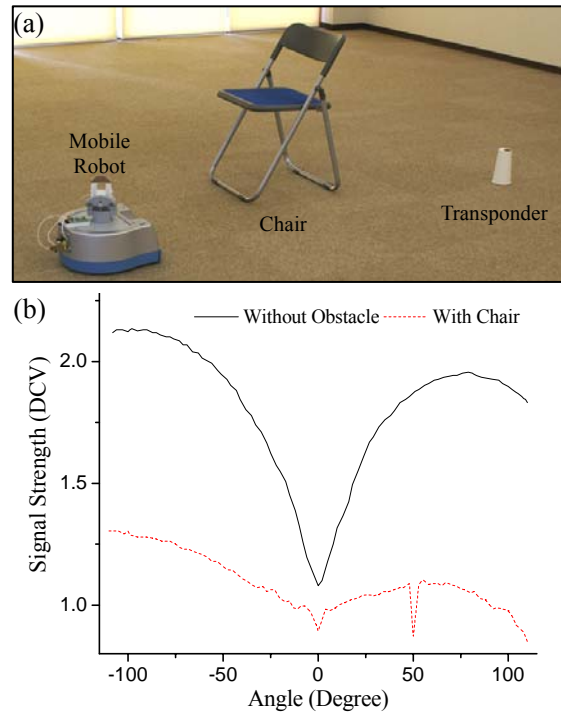 (a)
Mobile
Robot
Chair
Transponder
(b)
Without Obstacle
With Chair
Signal Strength (DCV)
2.0
1.5
1.0
-100
-50
0
50
100
Angle (Degree)